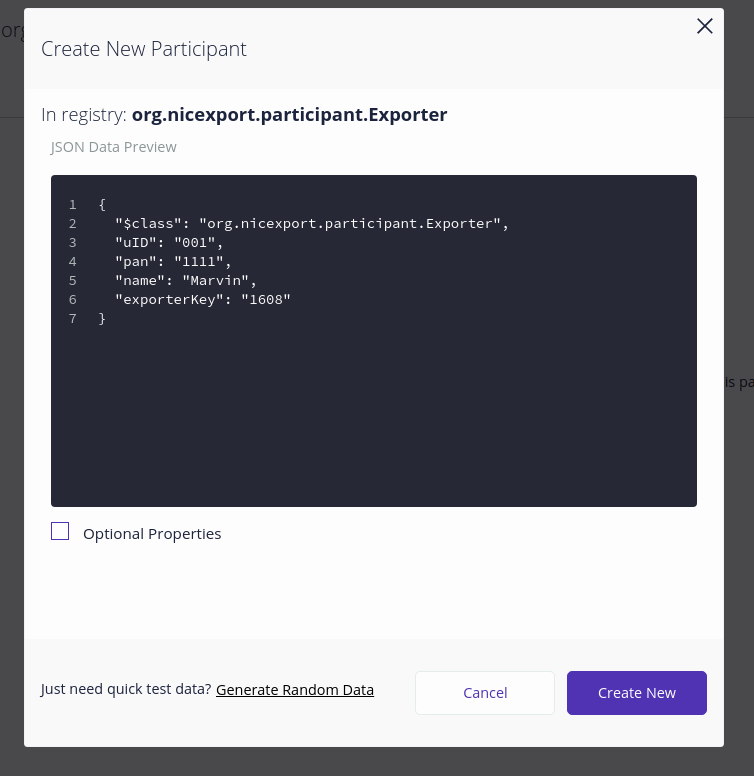 org
Create New Participant
In registry: org.nicexport.participant.Exporter
JSON Data Preview
1 {
2   "$class": "org.nicexport.participant.Exporter",
3   "uID": "001",
4   "pan": "1111",
5   "name": "Marvin",
6   "exporterKey": "1608"
7 }
is pa
Optional Properties
Just need quick test data? Generate Random Data
Cancel
Create New